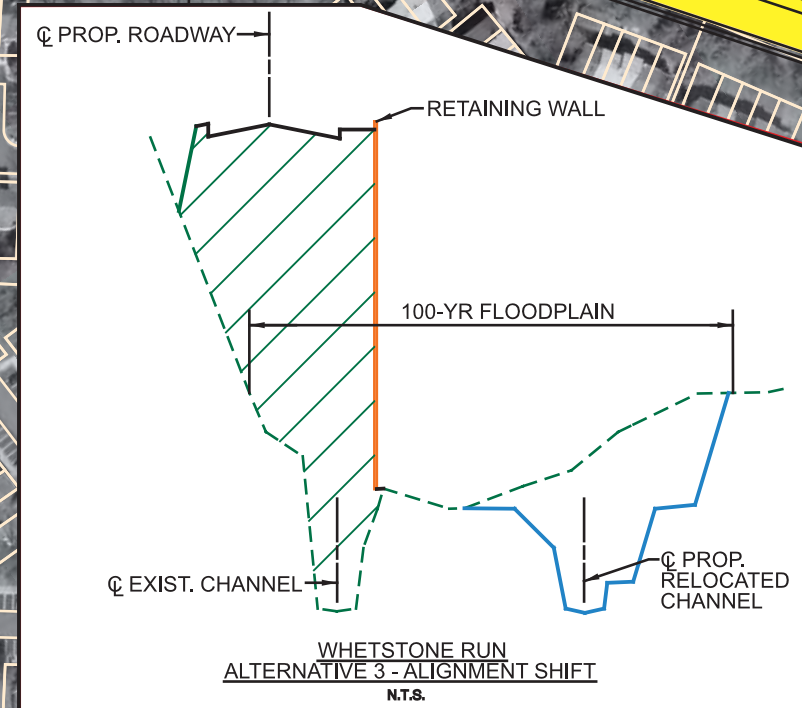 ℄ PROP. ROADWAY
RETAINING WALL
100-YR FLOODPLAIN
℄ EXIST. CHANNEL
℄ PROP.
RELOCATED
CHANNEL
WHETSTONE RUN
ALTERNATIVE 3 - ALIGNMENT SHIFT
N.T.S.